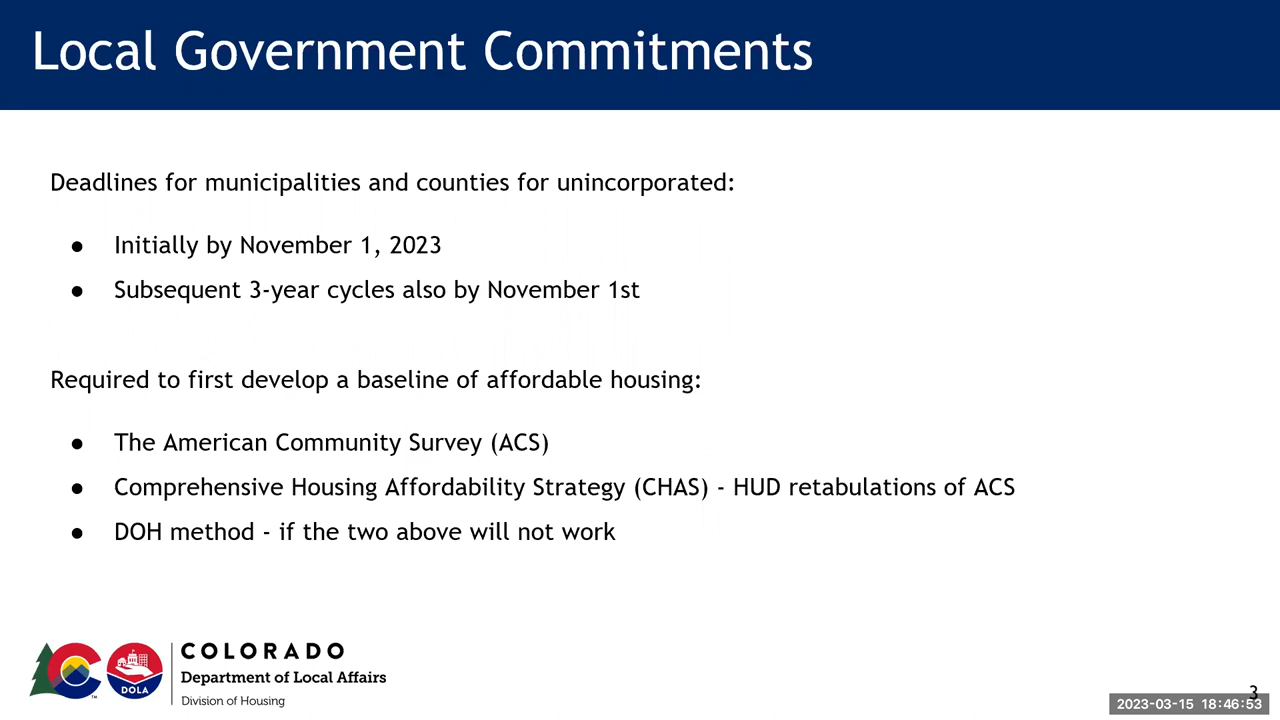 Local Government Commitments
Deadlines for municipalities and counties for unincorporated:
● Initially by November 1, 2023
● Subsequent 3-year cycles also by November 1st
Required to first develop a baseline of affordable housing:
● The American Community Survey (ACS)
● Comprehensive Housing Affordability Strategy (CHAS) - HUD retabulations of ACS
● DOH method - if the two above will not work
COLORADO
Department of Local Affairs
Division of Housing
DOLA
TM
3
2023-03-15 18:46:53